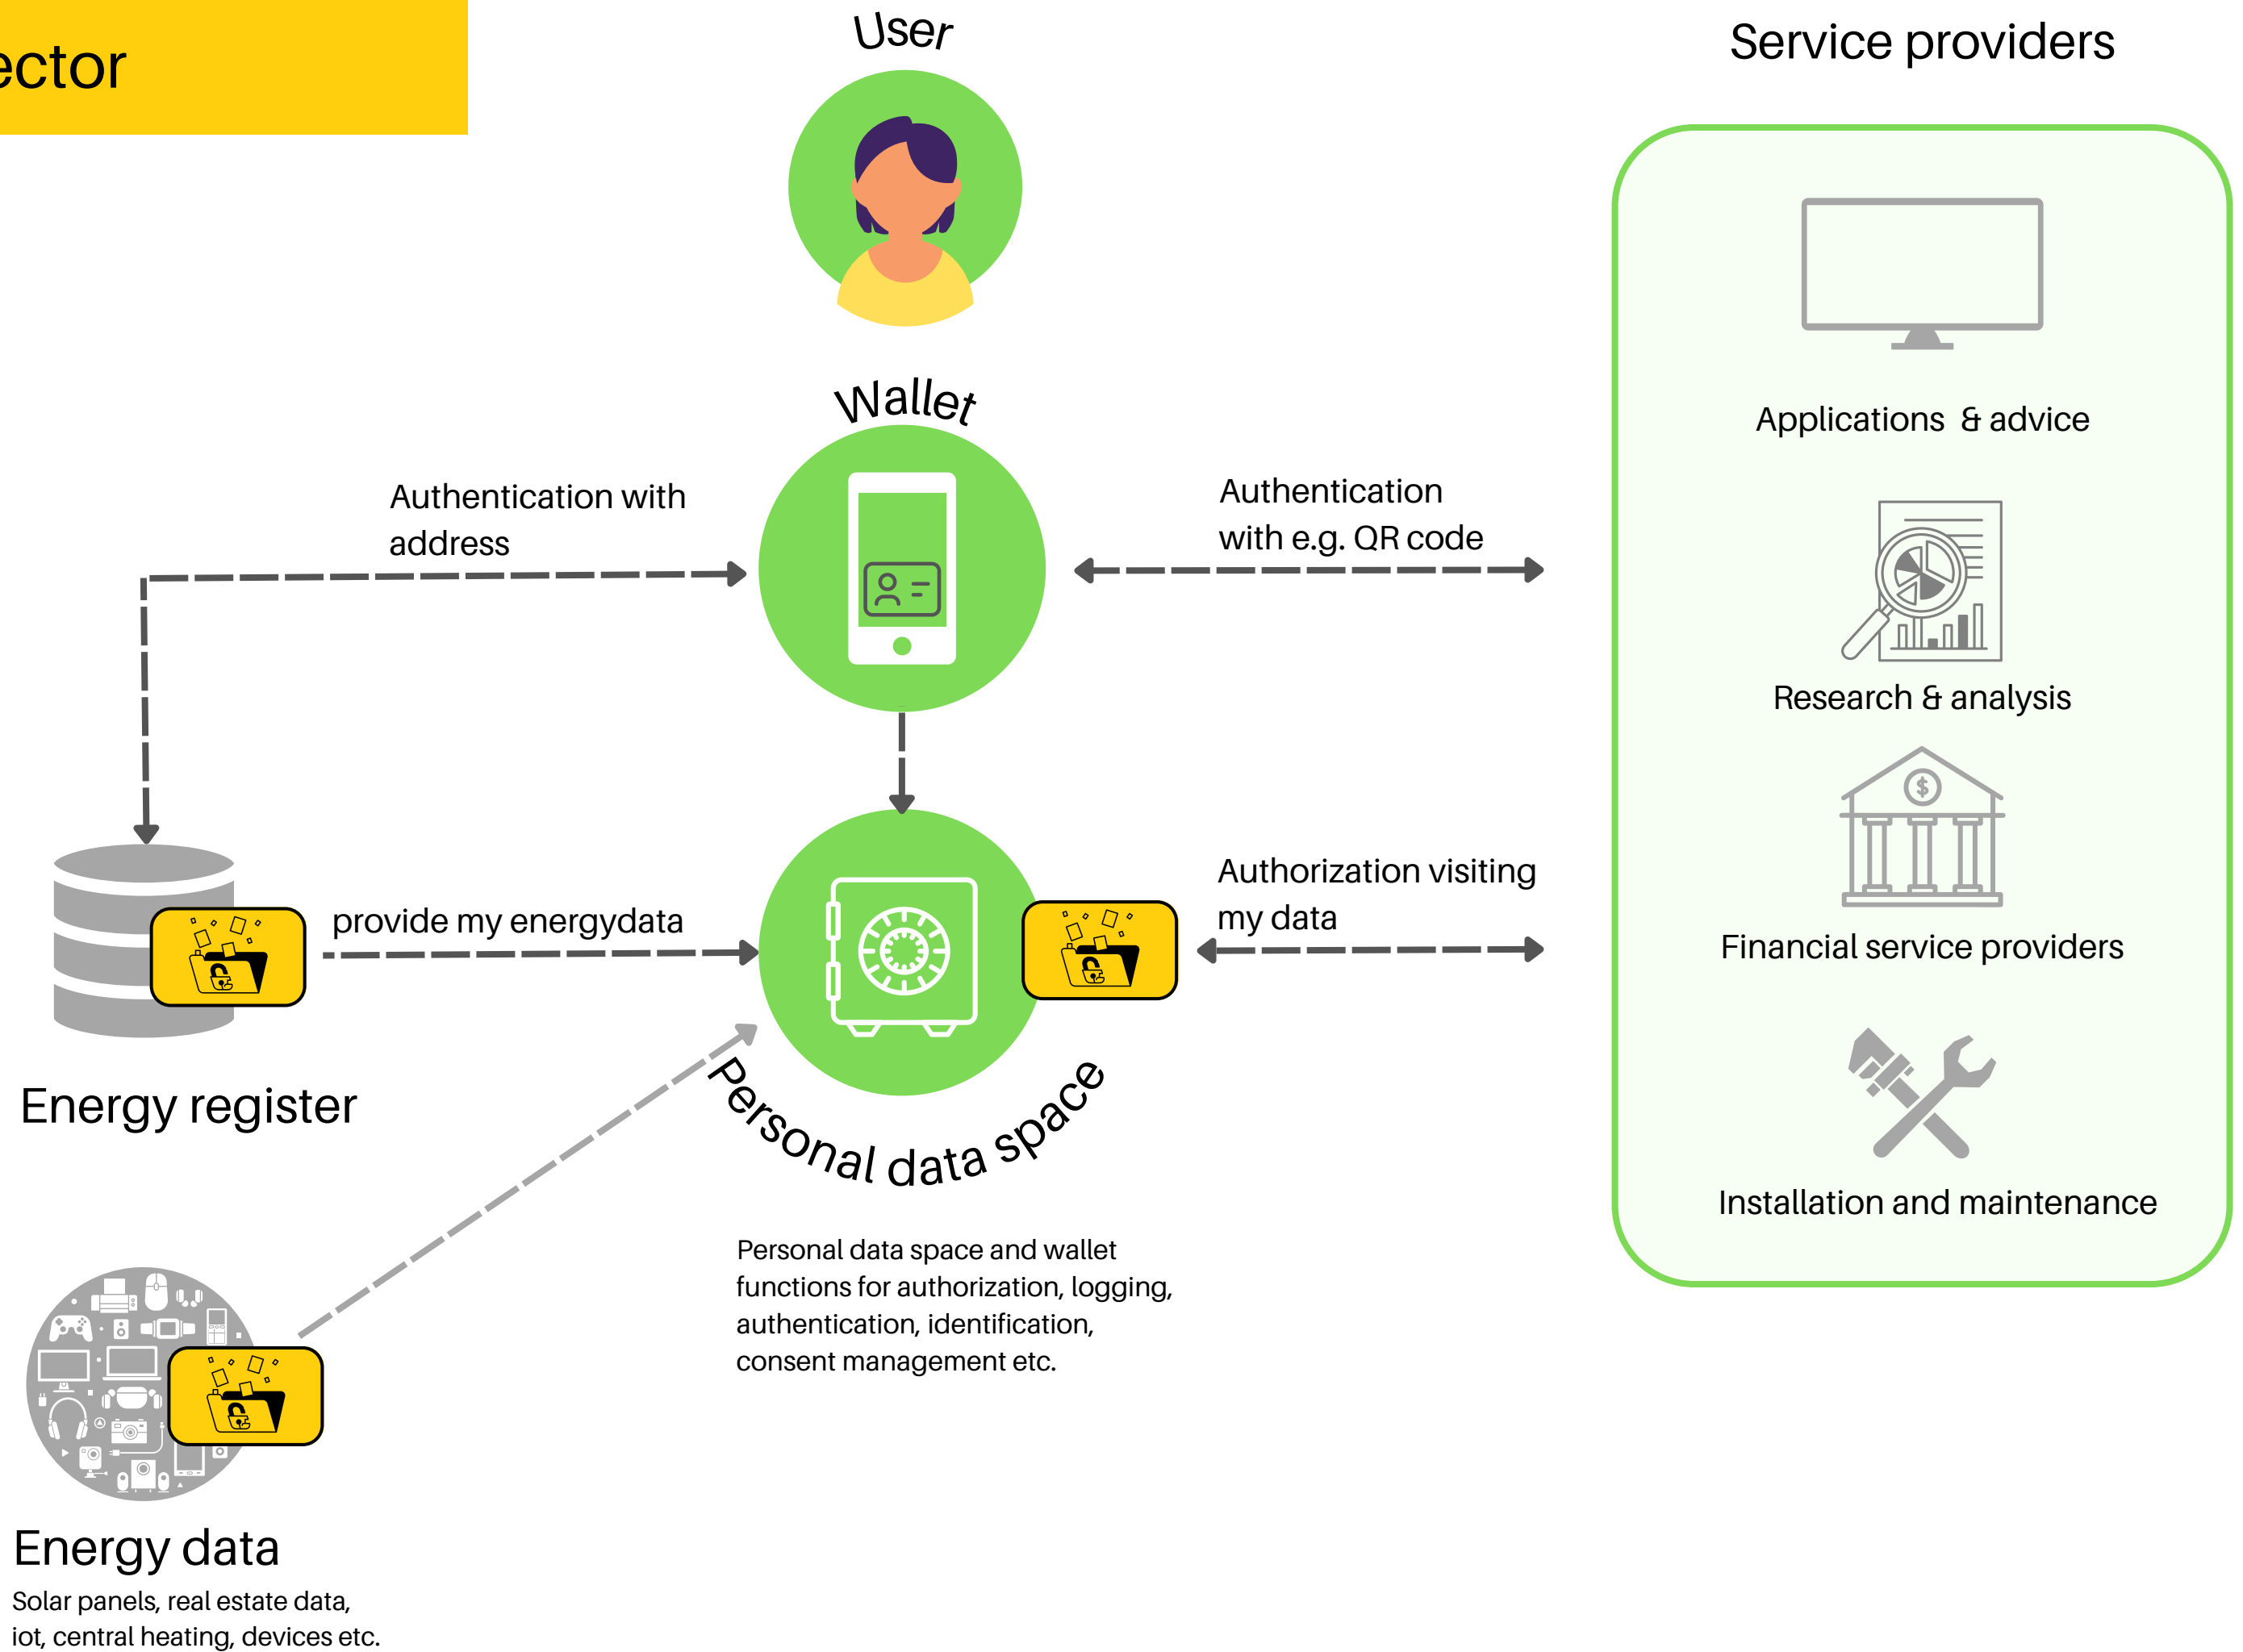 User
Service providers
Wallet
Applications & advice
Authentication with
address
Authentication
with e.g. QR code
Research & analysis
provide my energydata
Authorization visiting
my data
Financial service providers
Energy register
Personal data space
Installation and maintenance
Personal data space and wallet
functions for authorization, logging,
authentication, identification,
consent management etc.
Energy data
Solar panels, real estate data,
iot, central heating, devices etc.